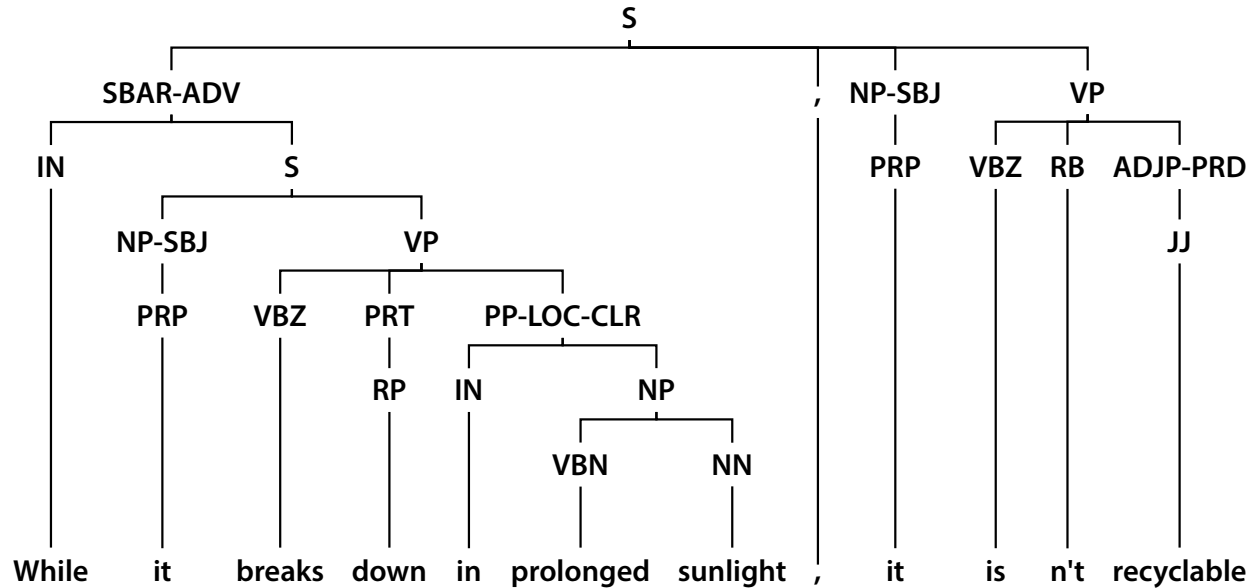 S
SBAR-ADV , NP-SBJ VP
IN S PRP VBZ RB ADJP-PRD
NP-SBJ VP JJ
PRP VBZ PRT PP-LOC-CLR
RP IN NP
VBN NN
While it breaks down in prolonged sunlight , it is n't recyclable